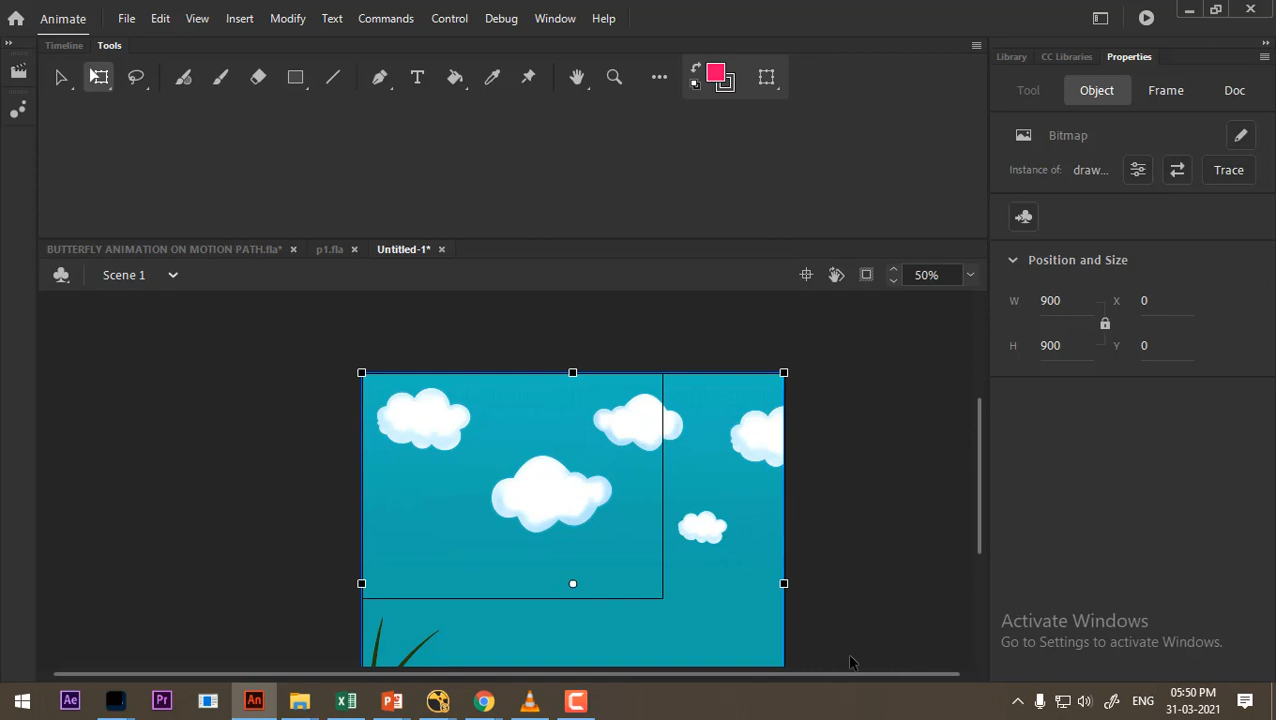 Animate File Edit View Insert Modify Text Commands Control Debug Window Help
Timeline Tools
Library CC Libraries Properties
Tool Object Frame Doc
Bitmap
Instance of: draw... Trace
BUTTERFLY ANIMATION ON MOTION PATH.fla* p1.fla Untitled-1*
Scene 1 50%
Position and Size
W 900 X 0
H 900 Y 0
Activate Windows
Go to Settings to activate Windows.
Ae Pr An ENG 05:50 PM
31-03-2021